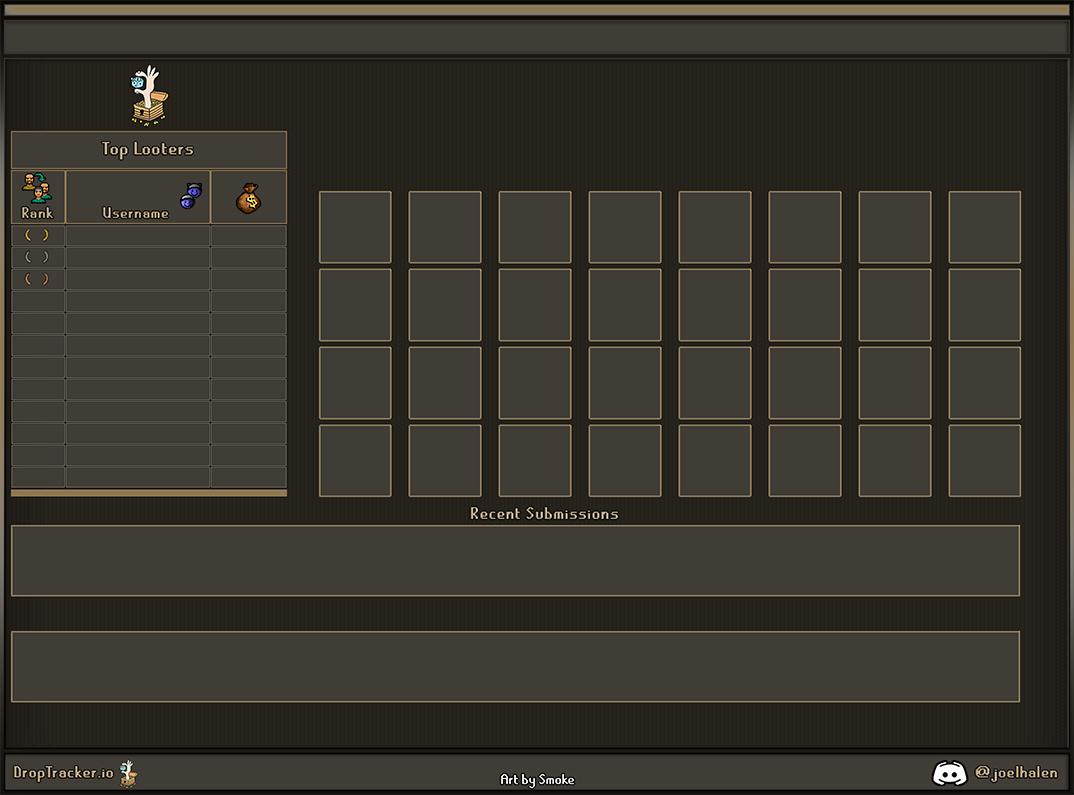 Top Looters
Rank
Username
( )
( )
( )
Recent Submissions
DropTracker.io
Art by Smoke
@joelhalen